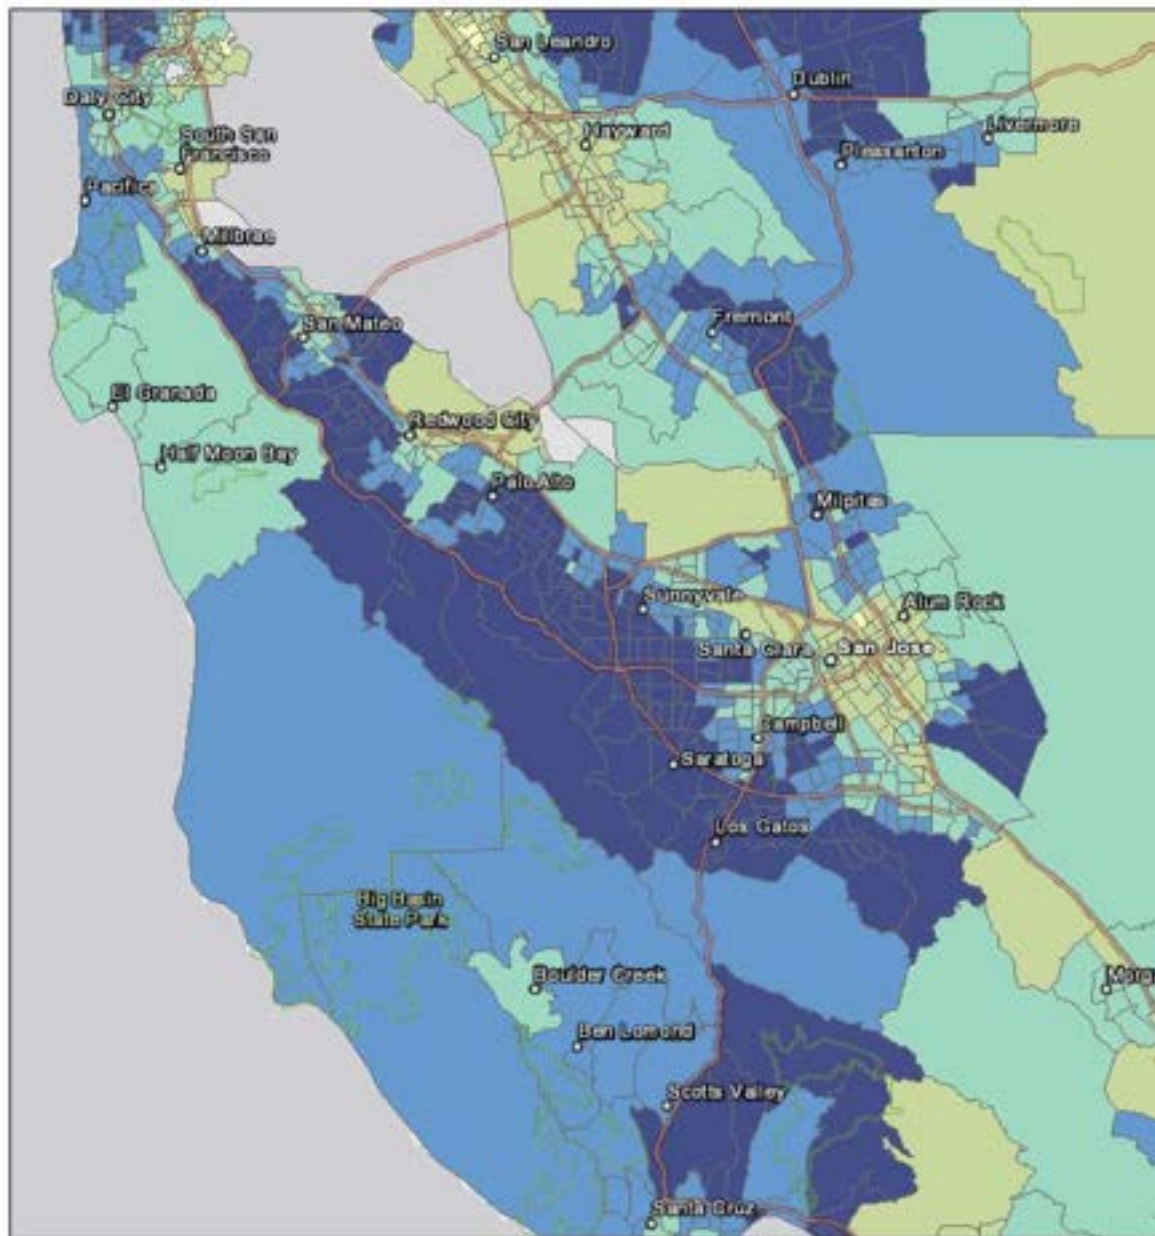 San Leandro
Dublin
Daly City
Hayward
Livermore
South San
Francisco
Pleasanton
Pacifica
Millbrae
San Mateo
Fremont
El Granada
Redwood City
Half Moon Bay
Palo Alto
Milpitas
Sunnyvale
Alum Rock
Santa Clara
San Jose
Campbell
Saratoga
Los Gatos
Big Basin
State Park
Boulder Creek
Morg
Ben Lomond
Scotts Valley
Santa Cruz